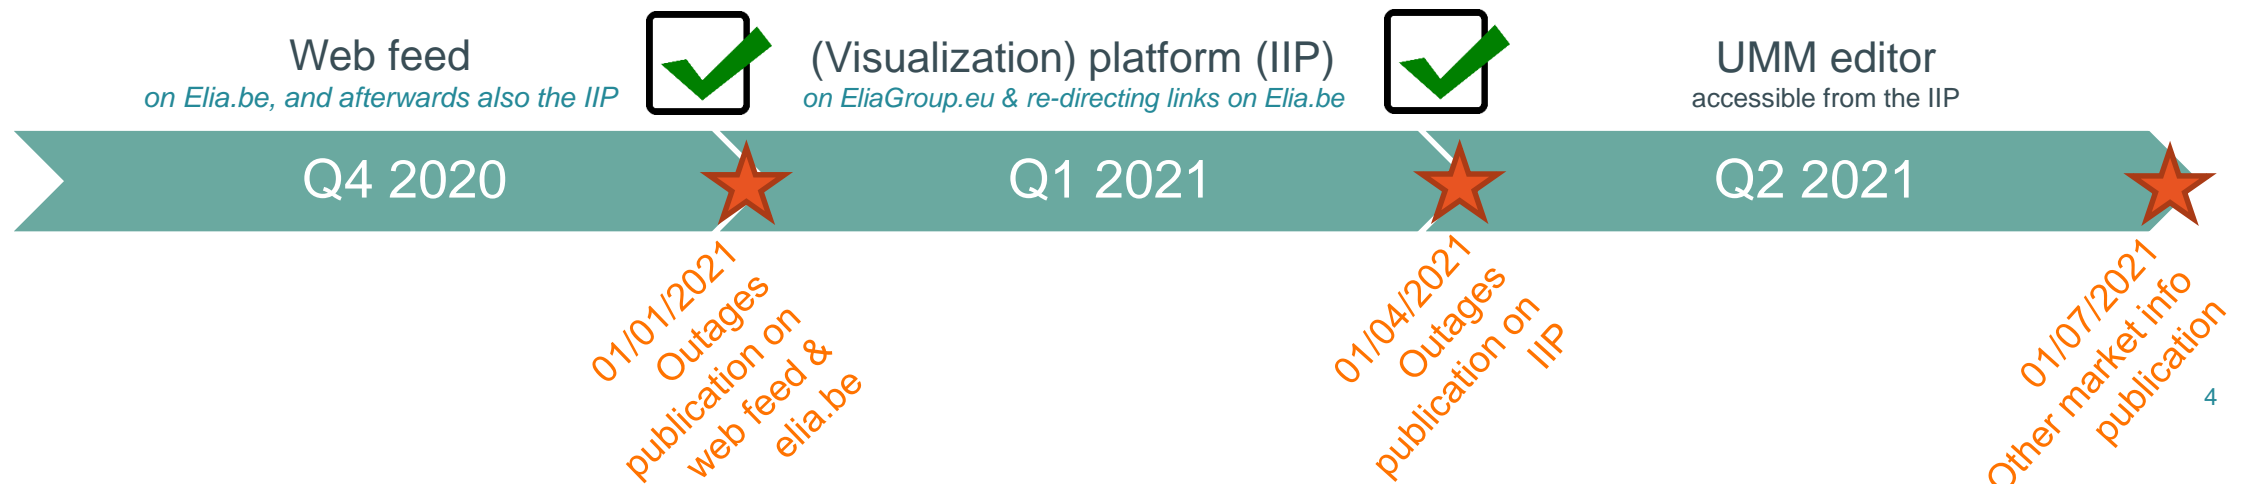 Web feed
on Elia.be, and afterwards also the IIP
(Visualization) platform (IIP)
on EliaGroup.eu & re-directing links on Elia.be
UMM editor
accessible from the IIP
Q4 2020
Q1 2021
Q2 2021
01/01/2021
Outages
publication on
web feed &
elia.be
01/04/2021
Outages
publication on
IIP
01/07/2021
Other market info
publication
4